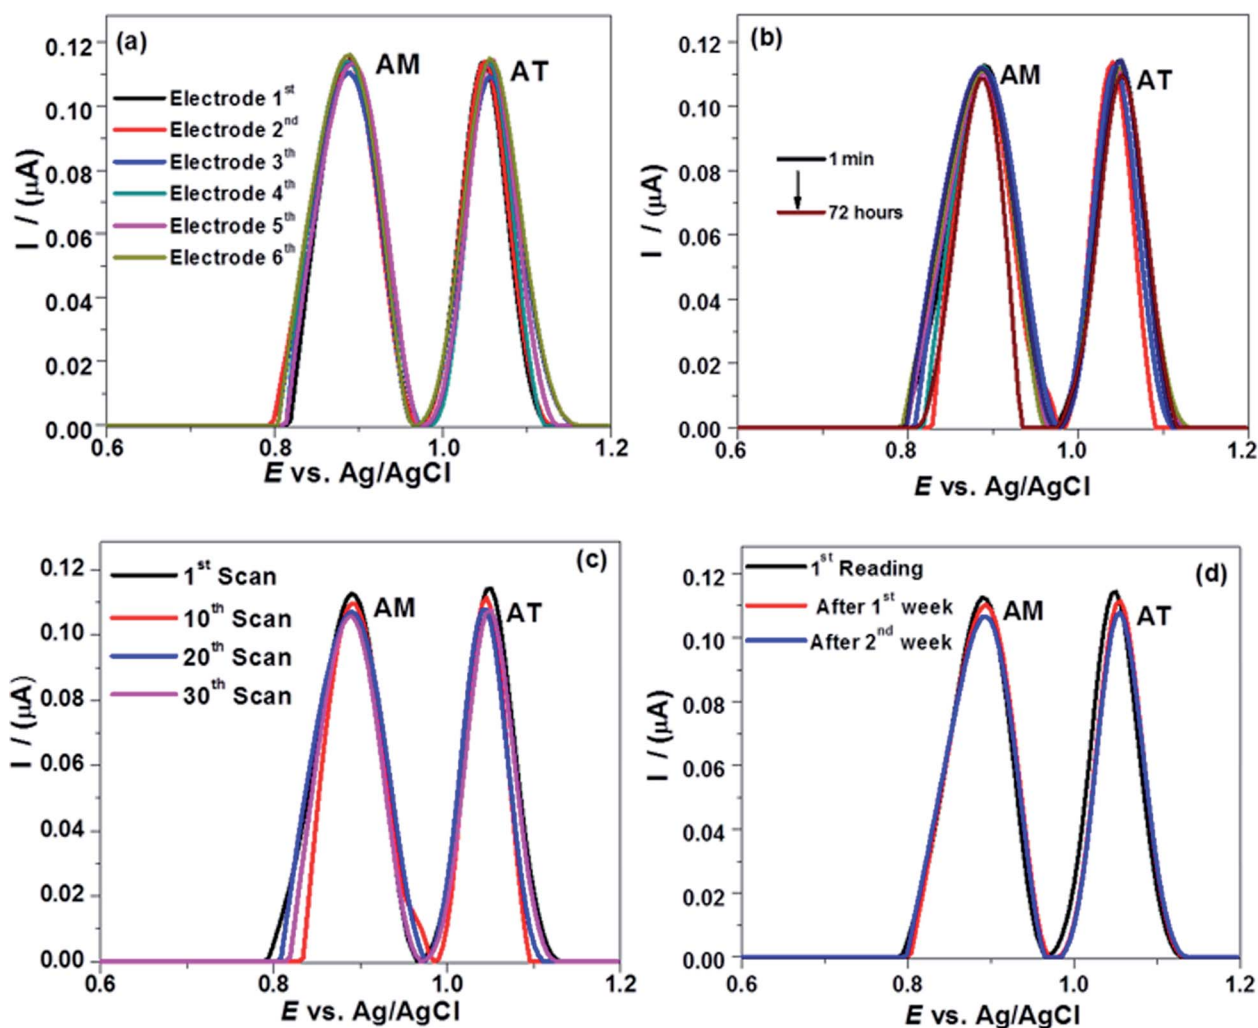 (a)
AM
AT
Electrode 1st
Electrode 2nd
Electrode 3th
Electrode 4th
Electrode 5th
Electrode 6th
0.12
0.10
0.08
0.06
0.04
0.02
0.00
I / (µA)
0.6 0.8 1.0 1.2
E vs. Ag/AgCl
(b)
AM
AT
1 min
72 hours
0.12
0.10
0.08
0.06
0.04
0.02
0.00
I / (µA)
0.6 0.8 1.0 1.2
E vs. Ag/AgCl
(c)
1st Scan
10th Scan
20th Scan
30th Scan
AM
AT
0.12
0.10
0.08
0.06
0.04
0.02
0.00
I / (µA)
0.6 0.8 1.0 1.2
E vs. Ag/AgCl
(d)
1st Reading
After 1st week
After 2nd week
AM
AT
0.12
0.10
0.08
0.06
0.04
0.02
0.00
I / (µA)
0.6 0.8 1.0 1.2
E vs. Ag/AgCl